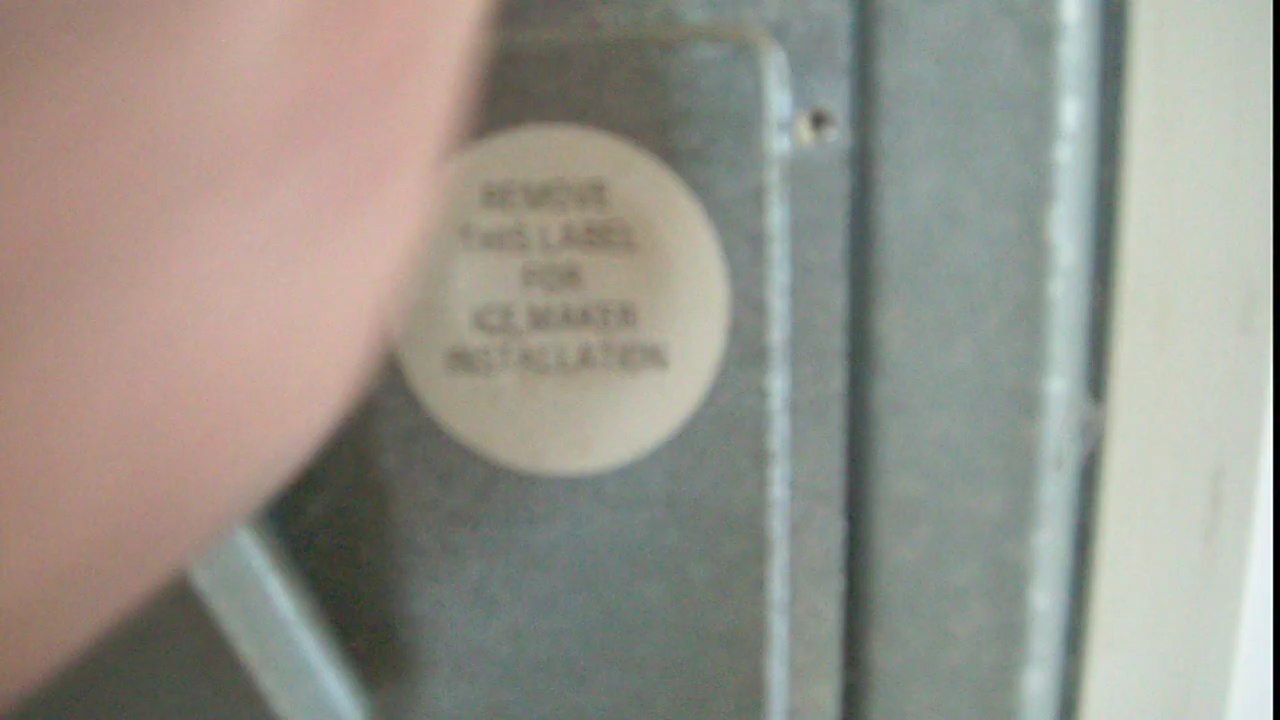 REMOVE
THIS LABEL
FOR
ICE MAKER
INSTALLATION